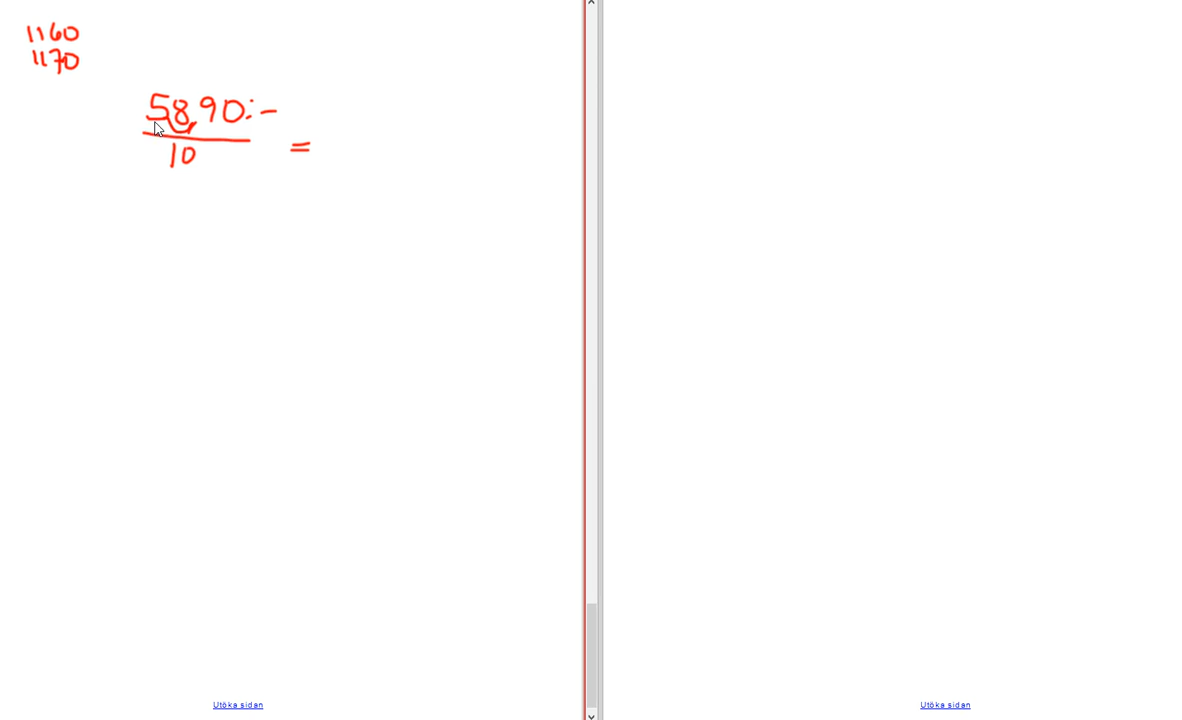 1160
1170
5890:-
10
=
Utöka sidan
Utöka sidan